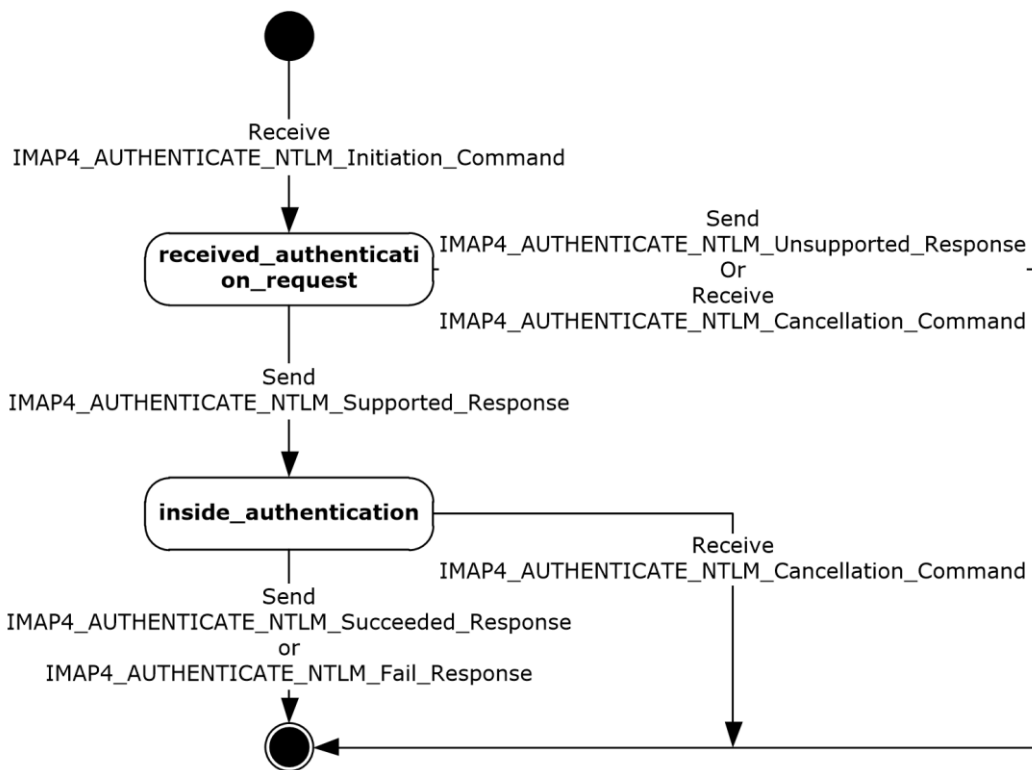 Receive
IMAP4_AUTHENTICATE_NTLM_Initiation_Command
received_authenticati
on_request
Send
IMAP4_AUTHENTICATE_NTLM_Unsupported_Response
Or
Receive
IMAP4_AUTHENTICATE_NTLM_Cancellation_Command
Send
IMAP4_AUTHENTICATE_NTLM_Supported_Response
inside_authentication
Receive
IMAP4_AUTHENTICATE_NTLM_Cancellation_Command
Send
IMAP4_AUTHENTICATE_NTLM_Succeeded_Response
or
IMAP4_AUTHENTICATE_NTLM_Fail_Response